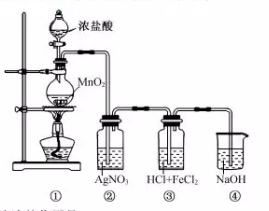 浓盐酸
MnO₂
AgNO₃ HCl+FeCl₂ NaOH
① ② ③ ④